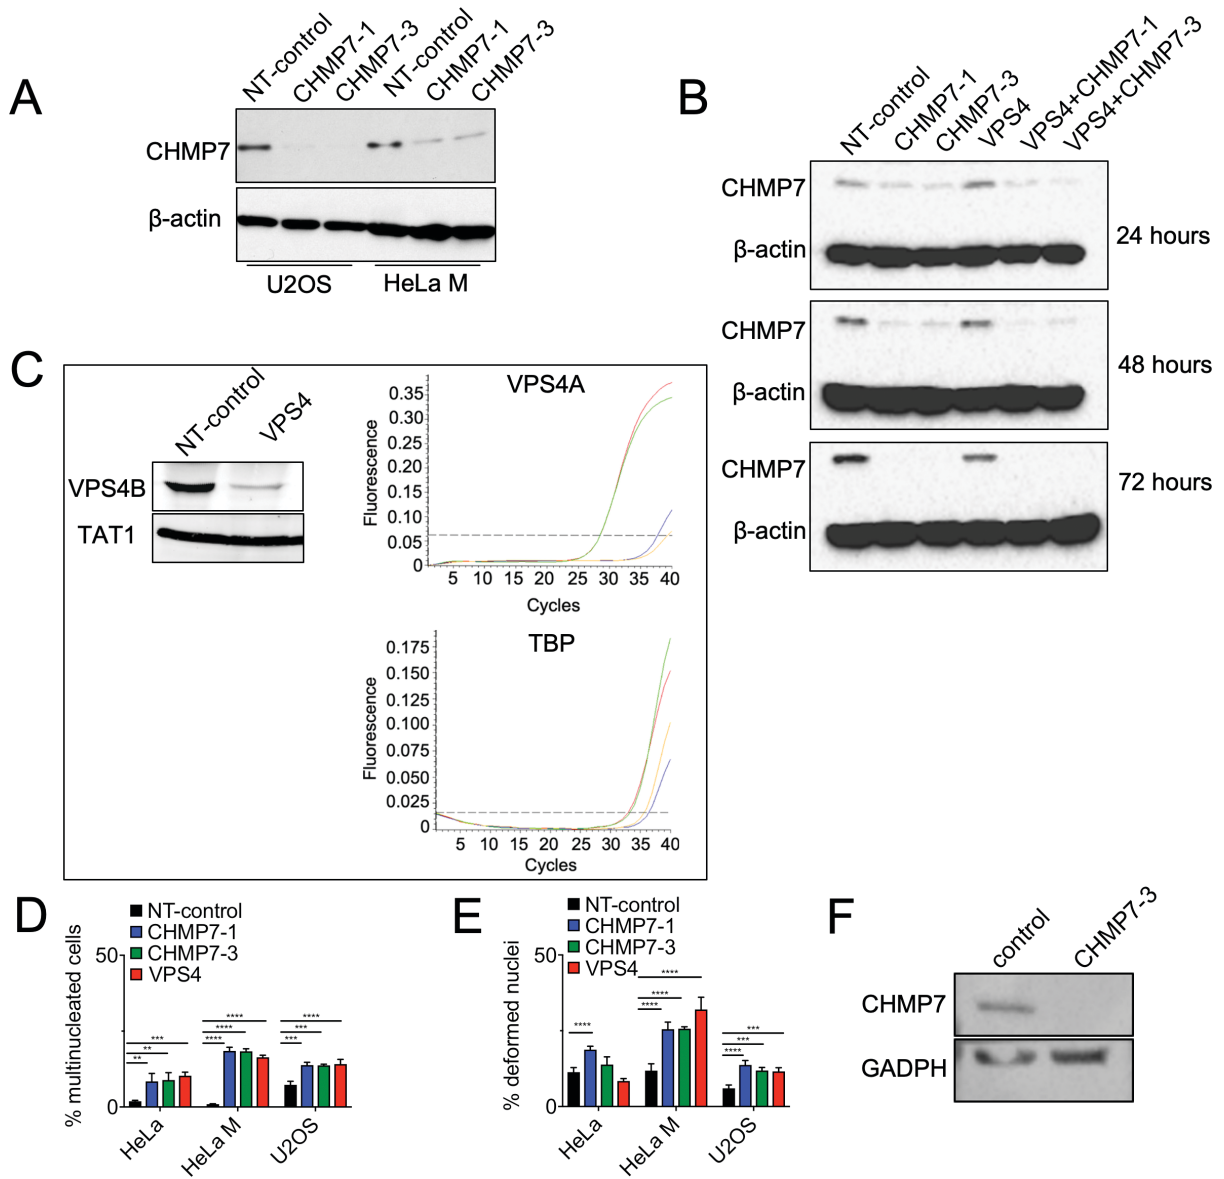 A
NT-control
CHMP7-1
CHMP7-3
NT-control
CHMP7-1
CHMP7-3
CHMP7
β-actin
U2OS
HeLa M
B
NT-control
CHMP7-1
CHMP7-3
VPS4
VPS4+CHMP7-1
VPS4+CHMP7-3
CHMP7
β-actin
24 hours
CHMP7
β-actin
48 hours
CHMP7
β-actin
72 hours
C
NT-control
VPS4
VPS4B
TAT1
VPS4A
Fluorescence
0.35
0.30
0.25
0.20
0.15
0.10
0.05
0
5 10 15 20 25 30 35 40
Cycles
TBP
Fluorescence
0.175
0.150
0.125
0.100
0.075
0.050
0.025
0
5 10 15 20 25 30 35 40
Cycles
D
NT-control
CHMP7-1
CHMP7-3
VPS4
% multinucleated cells
50
0
***
**
**
****
****
****
****
***
***
HeLa
HeLa M
U2OS
E
NT-control
CHMP7-1
CHMP7-3
VPS4
% deformed nuclei
50
0
****
****
****
****
***
***
****
HeLa
HeLa M
U2OS
F
control
CHMP7-3
CHMP7
GADPH